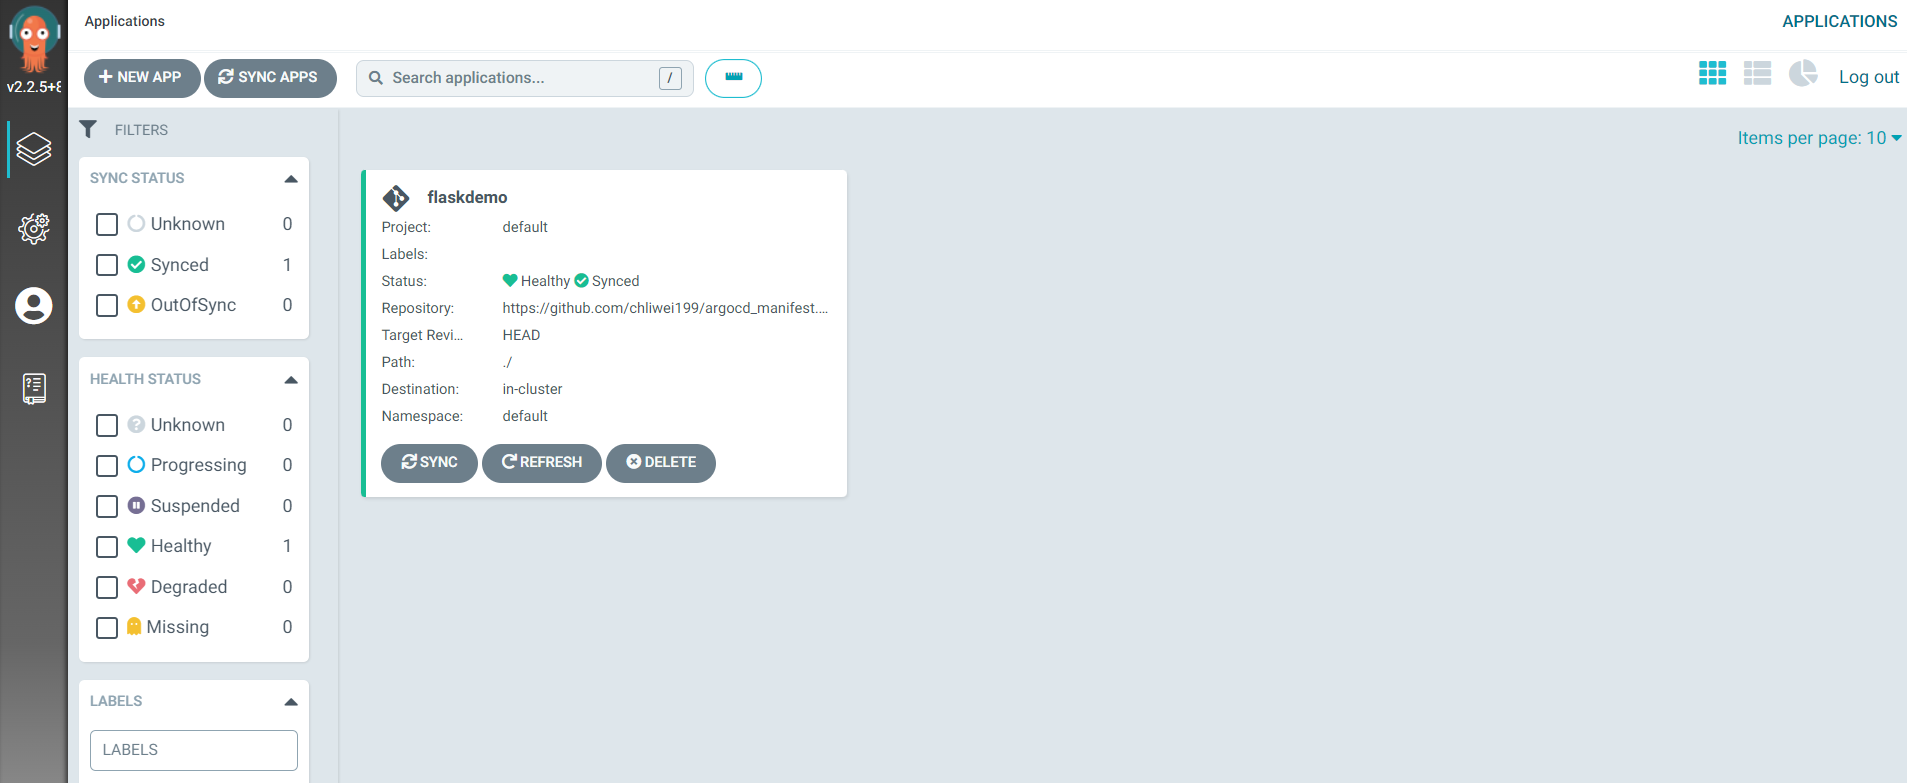 Applications
APPLICATIONS
v2.2.5+8
NEW APP
SYNC APPS
Search applications...
/
Log out
FILTERS
Items per page: 10
SYNC STATUS
Unknown 0
Synced 1
OutOfSync 0
HEALTH STATUS
Unknown 0
Progressing 0
Suspended 0
Healthy 1
Degraded 0
Missing 0
LABELS
LABELS
flaskdemo
Project: default
Labels:
Status: Healthy Synced
Repository: https://github.com/chliwei199/argocd_manifest....
Target Revi... HEAD
Path: ./
Destination: in-cluster
Namespace: default
SYNC REFRESH DELETE